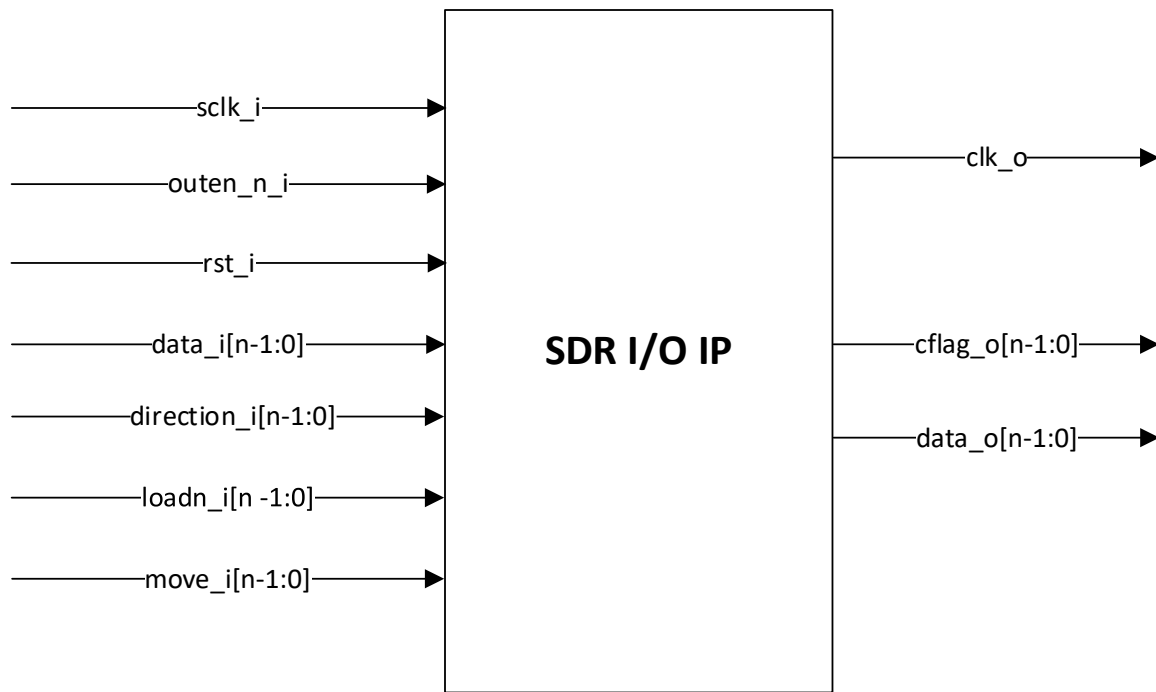 sclk_i
outen_n_i
rst_i
data_i[n-1:0]
direction_i[n-1:0]
loadn_i[n -1:0]
move_i[n-1:0]
SDR I/O IP
clk_o
cflag_o[n-1:0]
data_o[n-1:0]